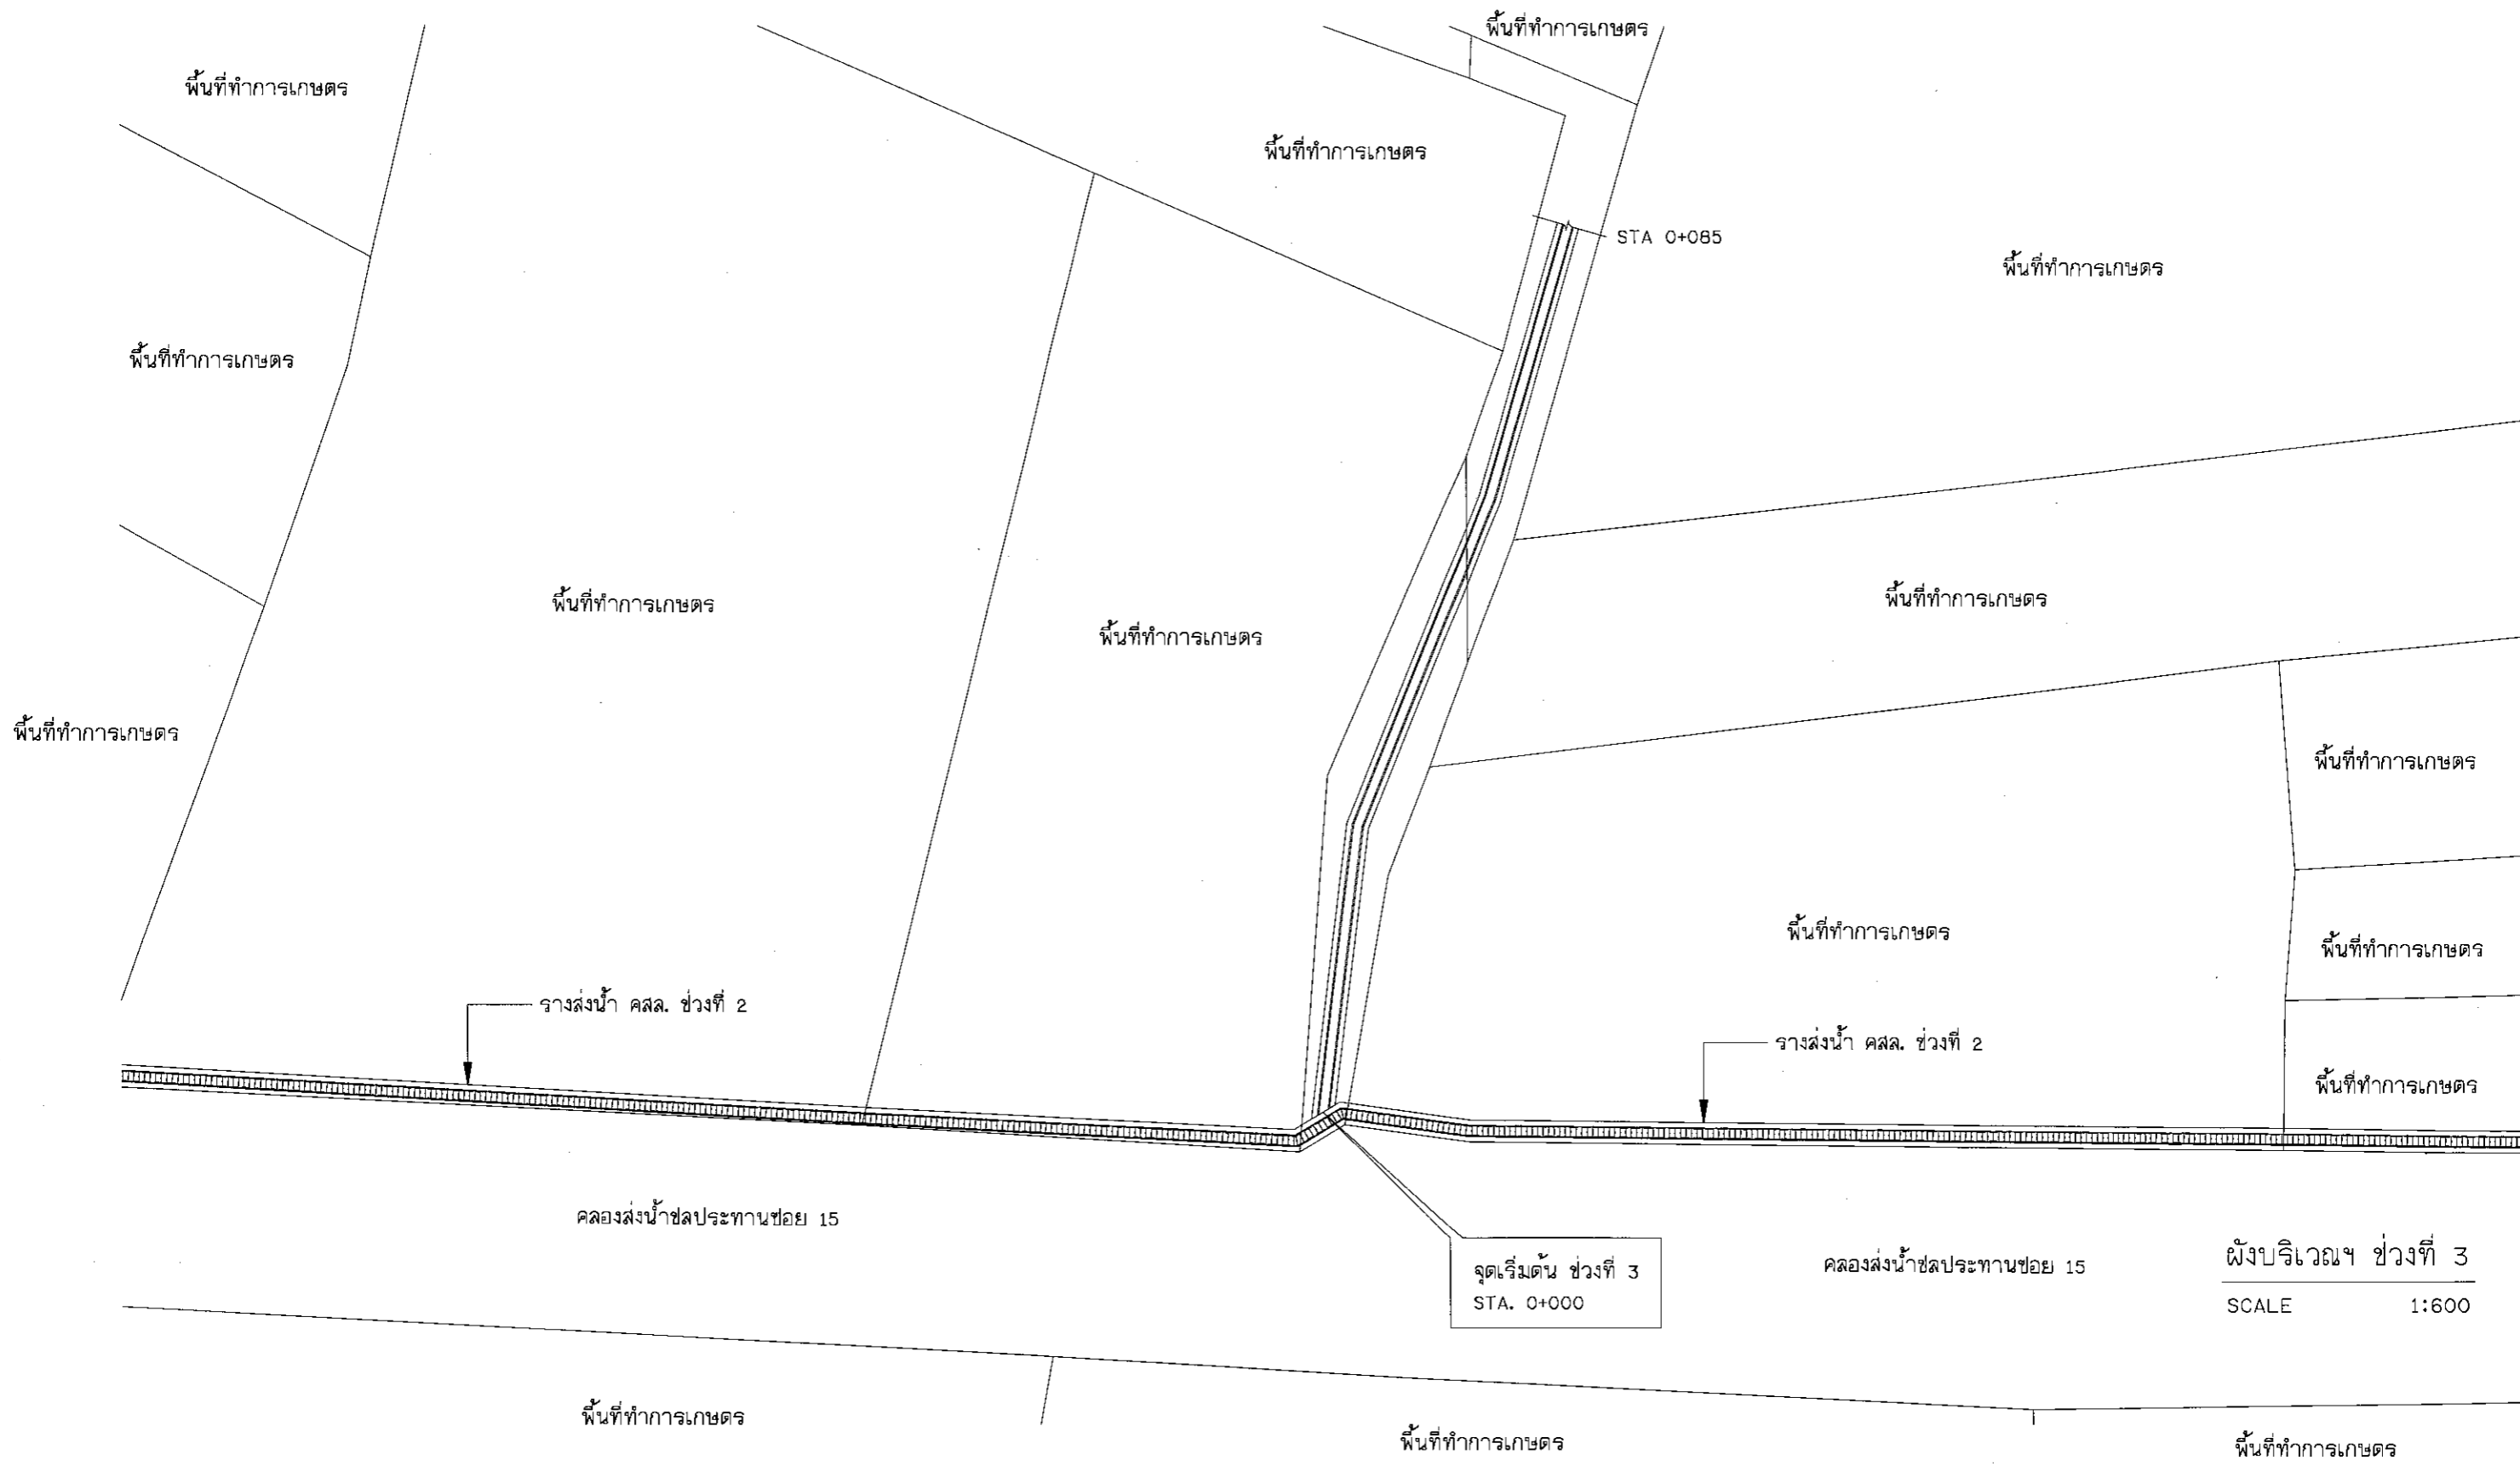 พื้นที่ทำการเกษตร
พื้นที่ทำการเกษตร
พื้นที่ทำการเกษตร
STA 0+085
พื้นที่ทำการเกษตร
พื้นที่ทำการเกษตร
พื้นที่ทำการเกษตร
พื้นที่ทำการเกษตร
พื้นที่ทำการเกษตร
พื้นที่ทำการเกษตร
พื้นที่ทำการเกษตร
พื้นที่ทำการเกษตร
พื้นที่ทำการเกษตร
พื้นที่ทำการเกษตร
รางส่งน้ำ คสล. ช่วงที่ 2
รางส่งน้ำ คสล. ช่วงที่ 2
พื้นที่ทำการเกษตร
คลองส่งน้ำชลประทานซอย 15
จุดเริ่มต้น ช่วงที่ 3
STA. 0+000
คลองส่งน้ำชลประทานซอย 15
ผังบริเวณฯ ช่วงที่ 3
SCALE 1:600
พื้นที่ทำการเกษตร
พื้นที่ทำการเกษตร
พื้นที่ทำการเกษตร